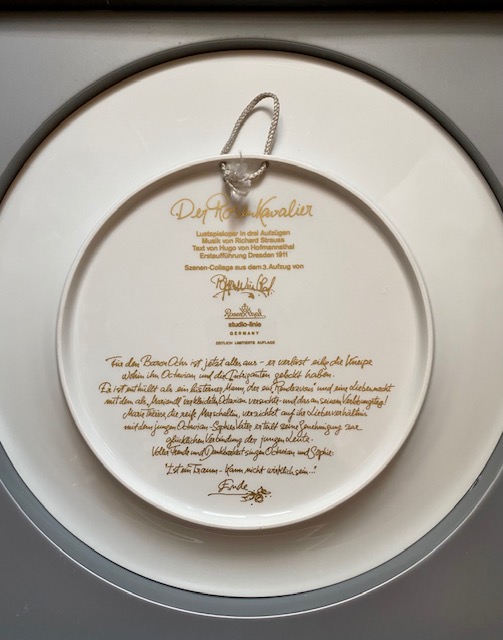 Der Rosenkavalier
Lustspieloper in drei Aufzügen
Musik von Richard Strauss
Text von Hugo von Hofmannsthal
Erstaufführung Dresden 1911
Szenen-Collage aus dem 3. Aufzug von
Rosenthal
studio-linie
GERMANY
ZEITLICH LIMITIERTE AUFLAGE
Für den Baron Ochs ist jetzt alles aus – er verlässt eilig die Kneipe
wohin ihn Octavian und die Intriganten gelockt haben.
Es ist enthüllt als ein lüsterner Mann, der ein Rendezvous und eine Liebesnacht
mit dem als Mariandl verkleideten Octavian versuchte – und das an seinem Verlobungstag!
Marie Therese, die reife Marschallin, verzichtet auf ihr Liebesverhältnis
mit dem jungen Octavian – Sophies Vater erteilt seine Genehmigung zur
glücklichen Verbindung der jungen Leute.
Voller Freude und Dankbarkeit singen Octavian und Sophie:
"Ist ein Traum – kann nicht wirklich sein..."
Ende